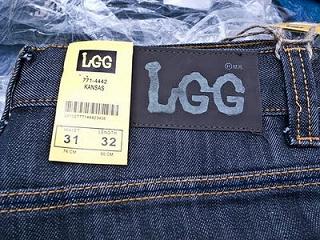 LGG
771-4442
KANSAS
WAIST
LENGTH
31
32
LGG